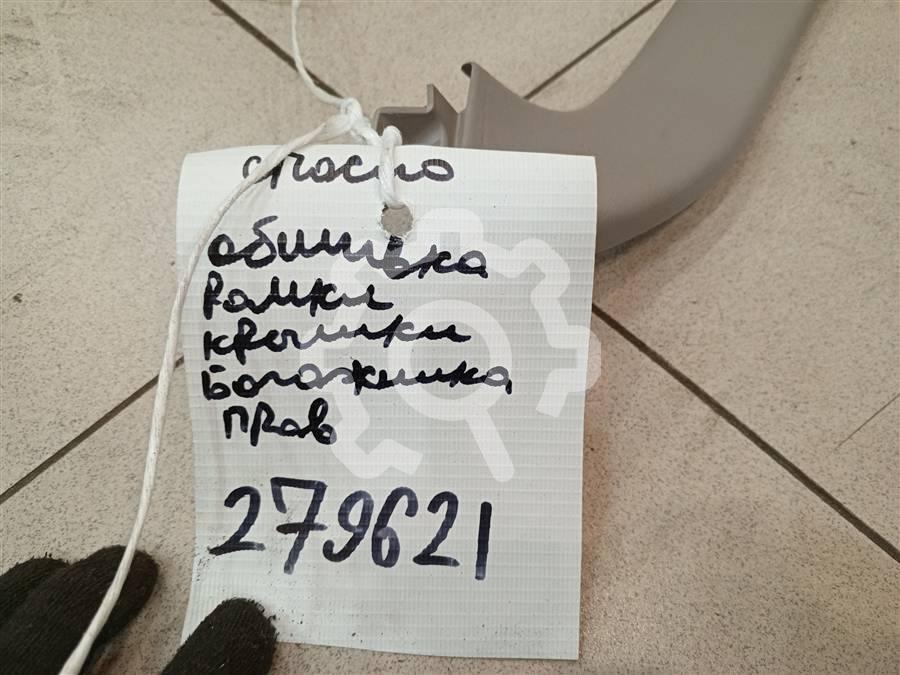 обшивка
рамки
крышки
Багажника
прав
279621